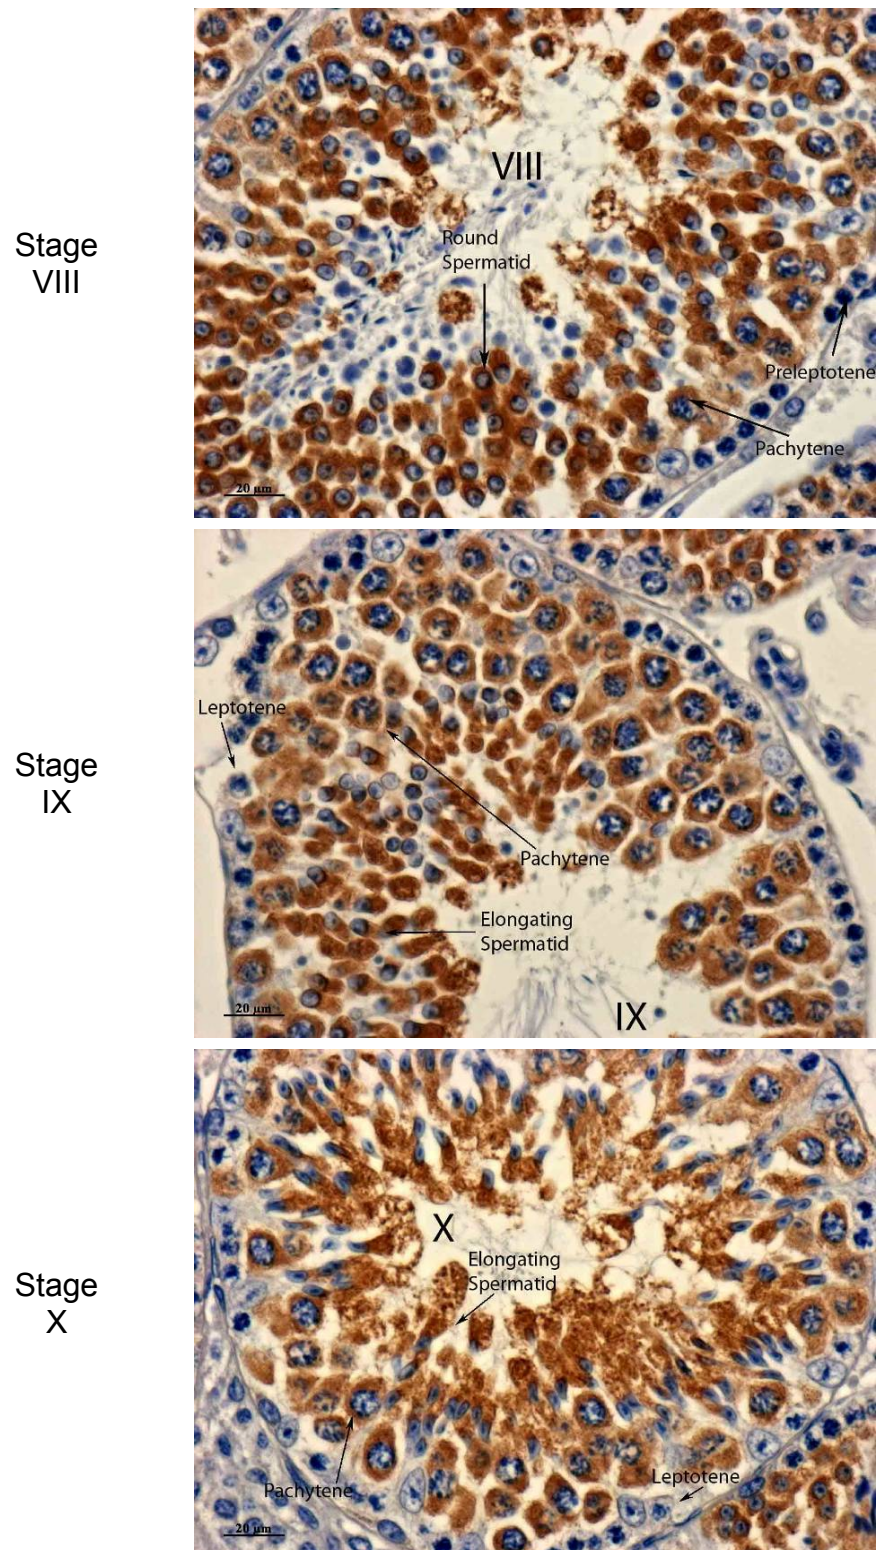 Stage
VIII
VIII
Round
Spermatid
Preleptotene
Pachytene
20 µm
Stage
IX
Leptotene
Pachytene
Elongating
Spermatid
20 µm
IX
Stage
X
X
Elongating
Spermatid
Pachytene
Leptotene
20 µm